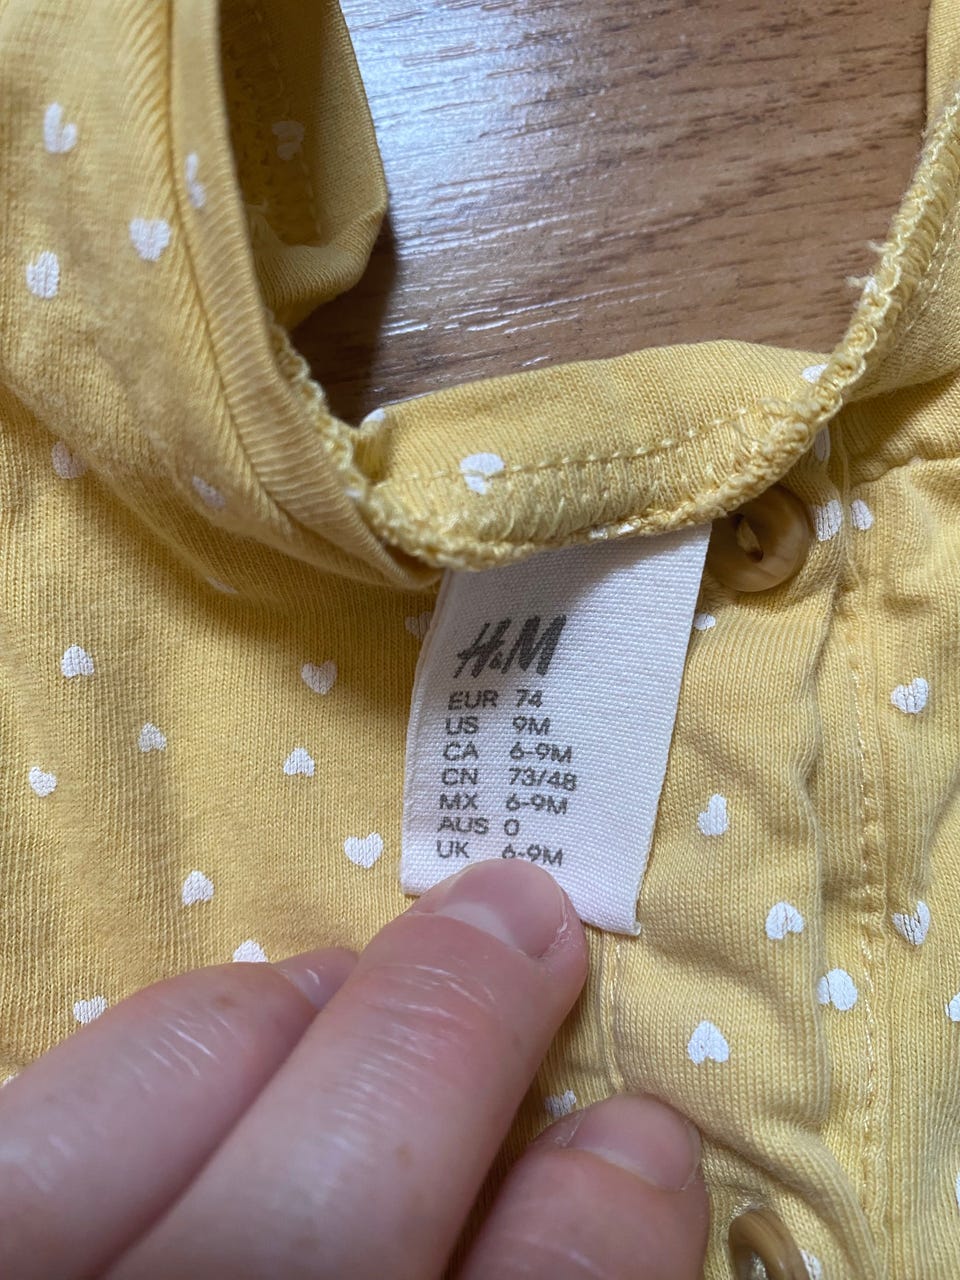 H&M
EUR 74
US 9M
CA 6-9M
CN 73/48
MX 6-9M
AUS 0
UK 6-9M